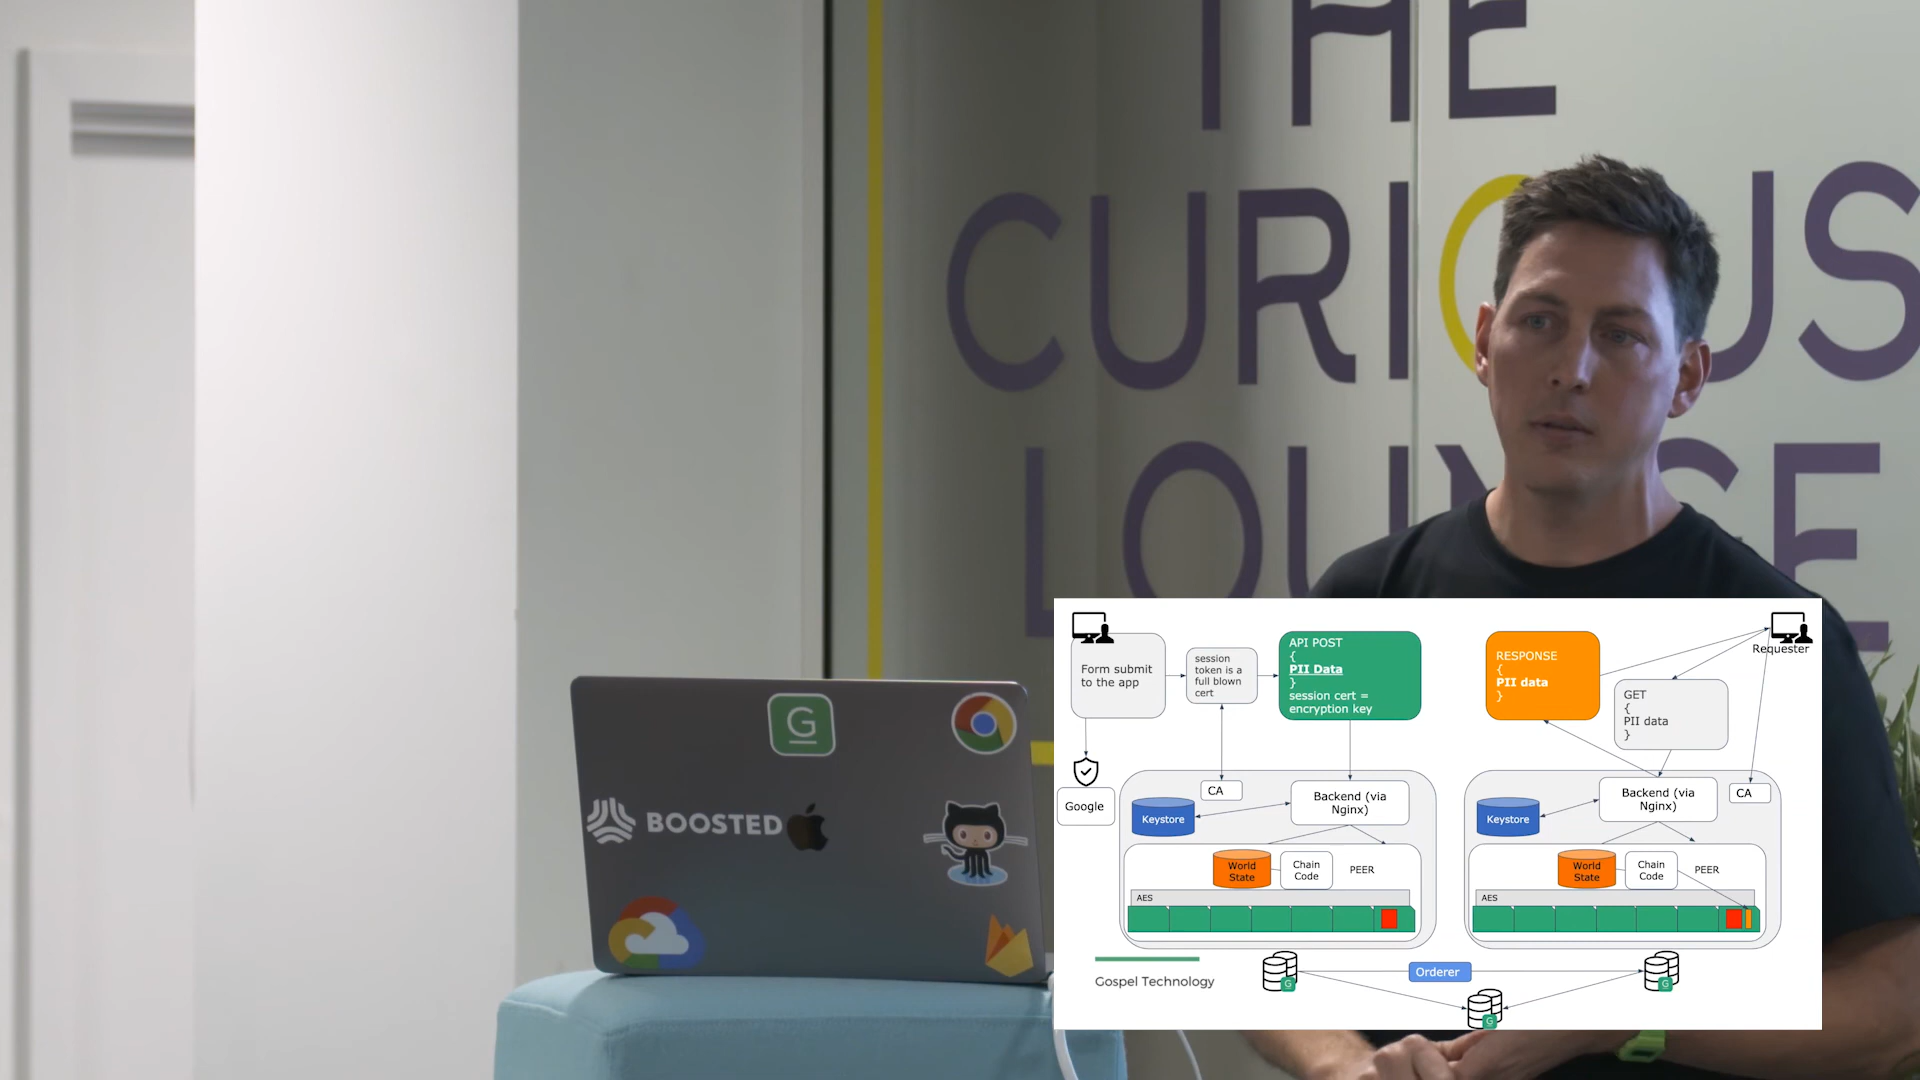 THE
CURIOUS
LOUNGE
G
BOOSTED
Form submit
to the app
session
token is a
full blown
cert
API POST
{
PII Data
}
session cert =
encryption key
RESPONSE
{
PII data
}
GET
{
PII data
}
Requester
Google
CA
Keystore
Backend (via
Nginx)
World
State
Chain
Code
PEER
AES
Backend (via
Nginx)
CA
Keystore
World
State
Chain
Code
PEER
AES
Gospel Technology
Orderer
G
G
G